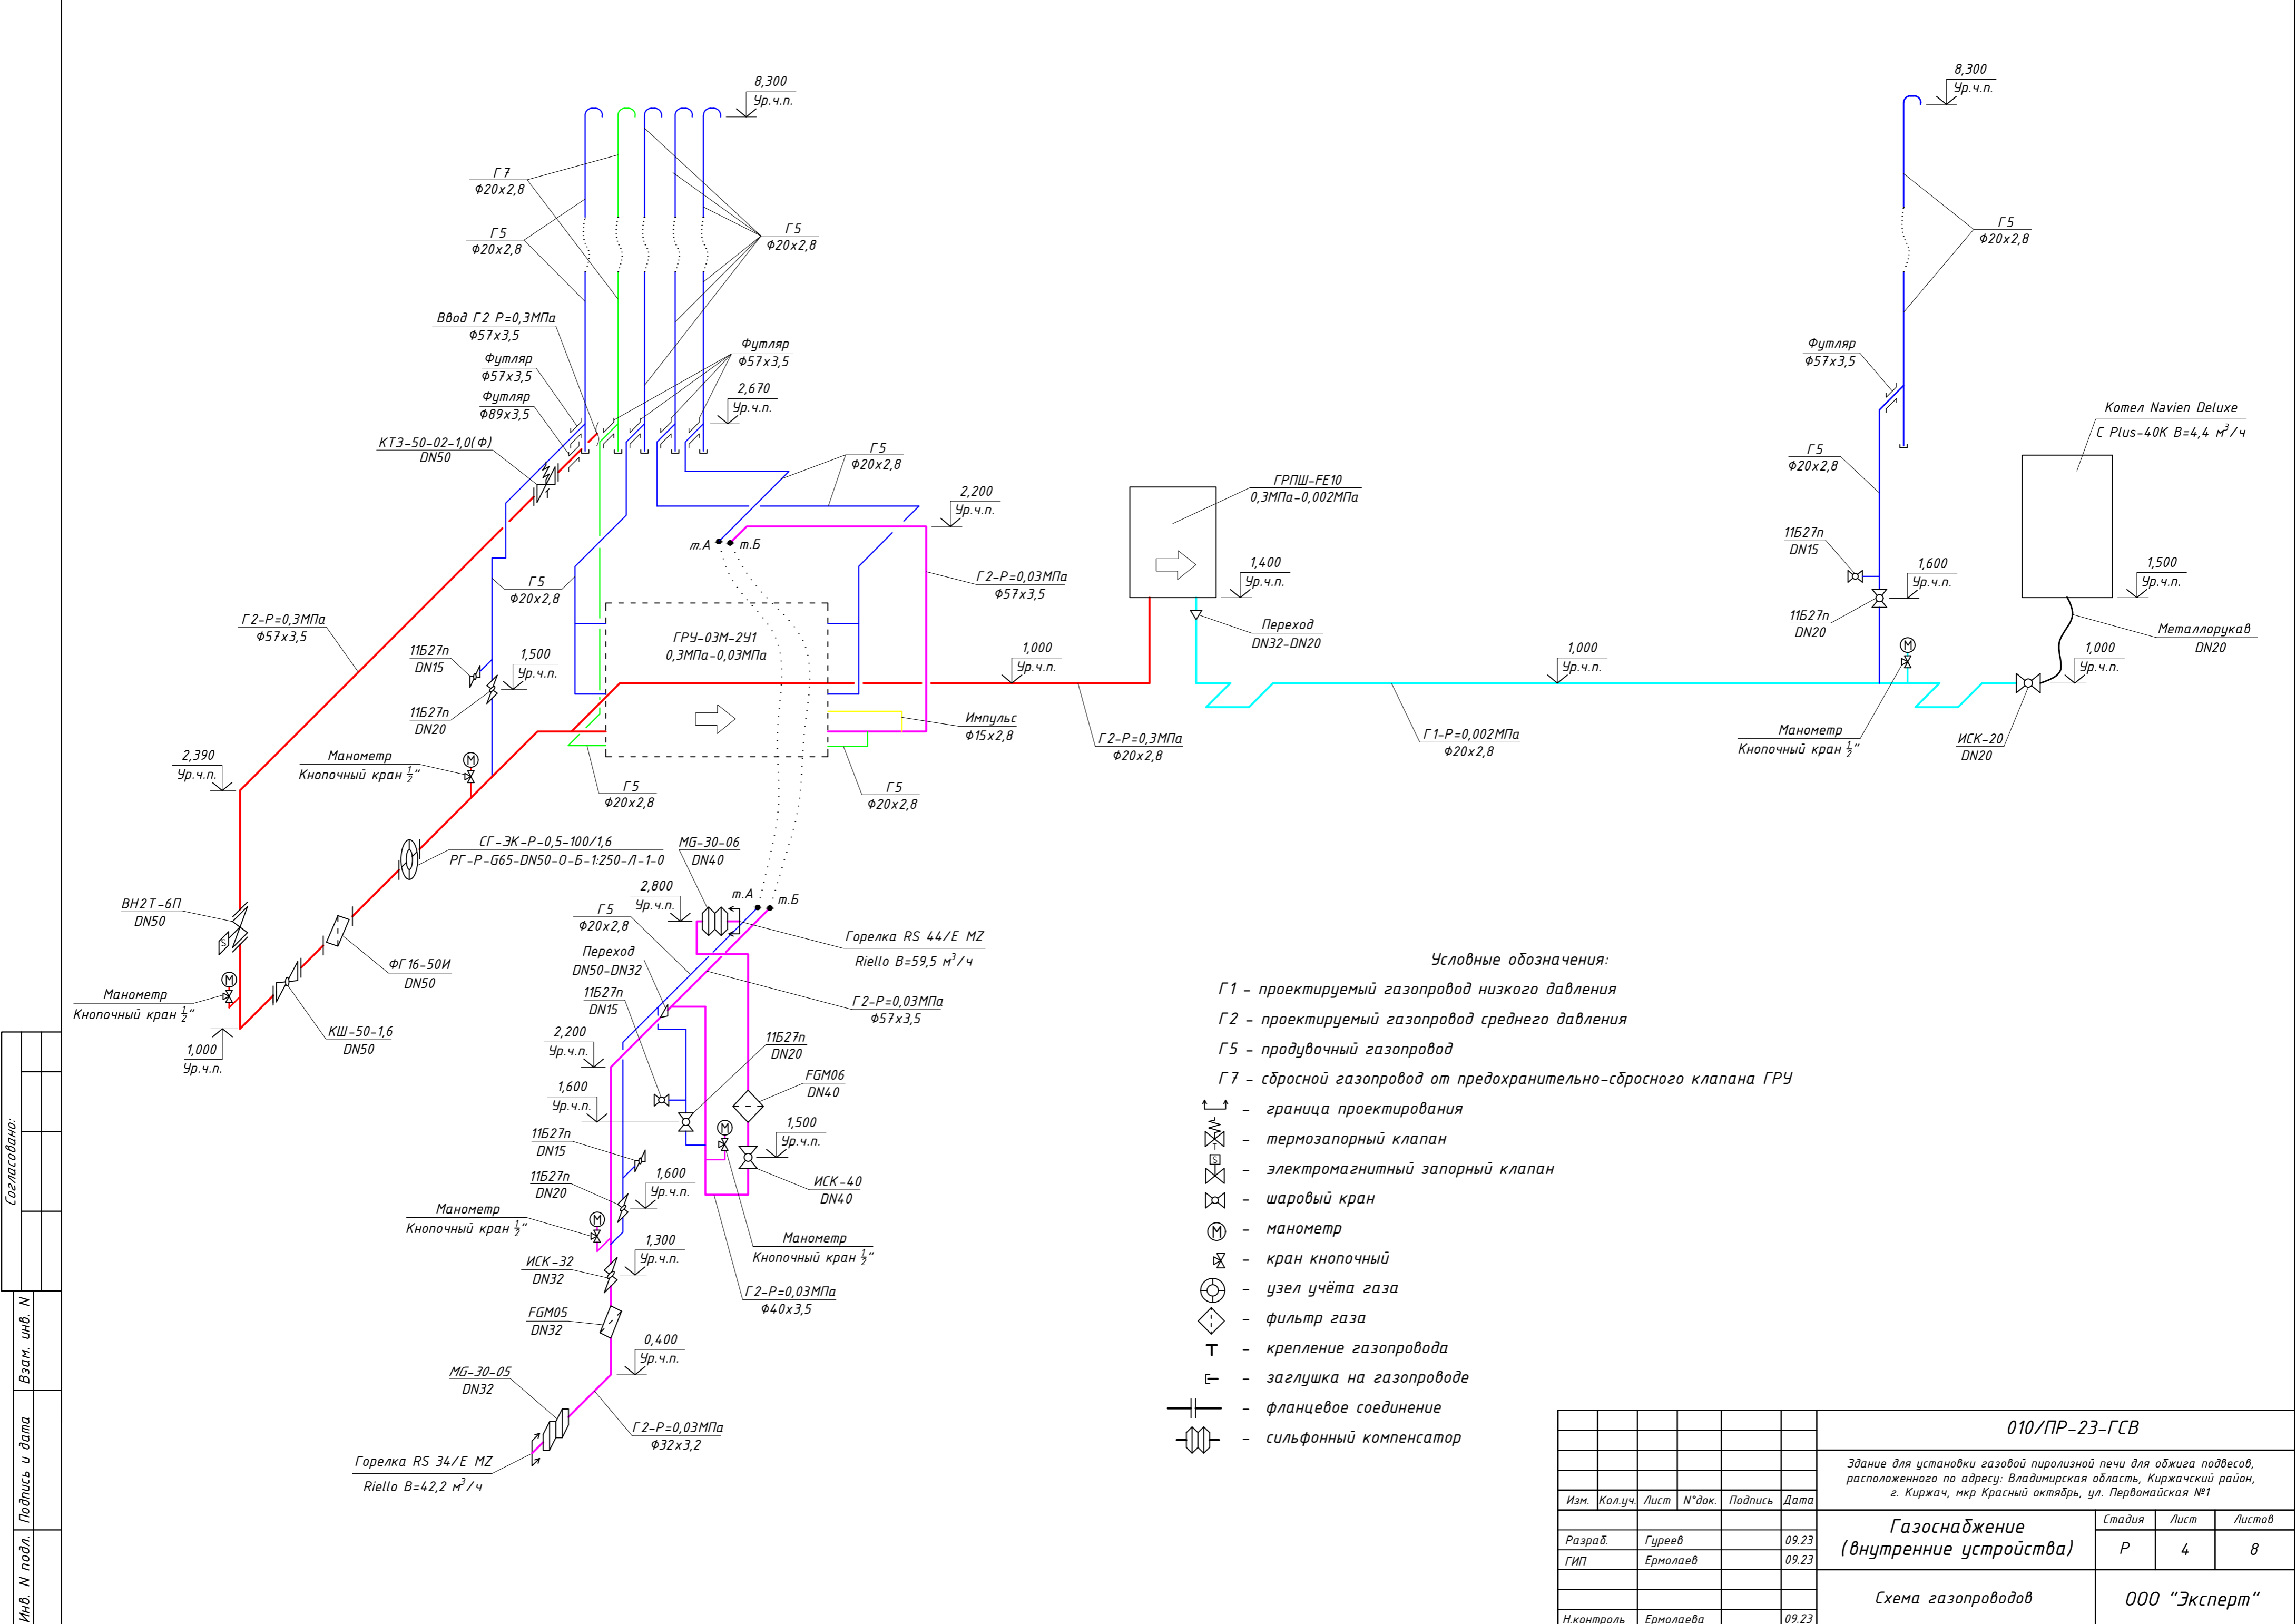 8,300
Ур.ч.п.
Г7
Ф20х2,8
Г5
Ф20х2,8
Г5
Ф20х2,8
Ввод Г2 Р=0,3МПа
Ф57х3,5
Футляр
Ф57х3,5
Футляр
Ф89х3,5
КТЗ-50-02-1,0(Ф)
DN50
Футляр
Ф57х3,5
2,670
Ур.ч.п.
Г5
Ф20х2,8
2,200
Ур.ч.п.
т.А
т.Б
Г2-Р=0,03МПа
Ф57х3,5
Г5
Ф20х2,8
Г2-Р=0,3МПа
Ф57х3,5
11Б27п
DN15
1,500
Ур.ч.п.
11Б27п
DN20
ГРУ-03М-2У1
0,3МПа-0,03МПа
Импульс
Ф15х2,8
Манометр
Кнопочный кран 1/2"
М
2,390
Ур.ч.п.
Г5
Ф20х2,8
Г5
Ф20х2,8
ГРПШ-FE10
0,3МПа-0,002МПа
1,400
Ур.ч.п.
Переход
DN32-DN20
1,000
Ур.ч.п.
Г2-Р=0,3МПа
Ф20х2,8
1,000
Ур.ч.п.
Г1-Р=0,002МПа
Ф20х2,8
8,300
Ур.ч.п.
Г5
Ф20х2,8
Футляр
Ф57х3,5
Г5
Ф20х2,8
11Б27п
DN15
1,600
Ур.ч.п.
11Б27п
DN20
М
Манометр
Кнопочный кран 1/2"
Котел Navien Deluxe
С Plus-40К В=4,4 м³/ч
1,500
Ур.ч.п.
Металлорукав
DN20
1,000
Ур.ч.п.
ИСК-20
DN20
СГ-ЭК-Р-0,5-100/1,6
РГ-Р-G65-DN50-О-Б-1:250-Л-1-0
ВН2Т-6П
DN50
S
ФГ16-50И
DN50
М
Манометр
Кнопочный кран 1/2"
КШ-50-1,6
DN50
1,000
Ур.ч.п.
MG-30-06
DN40
2,800
Ур.ч.п.
т.А
т.Б
Г5
Ф20х2,8
Горелка RS 44/E MZ
Riello В=59,5 м³/ч
Переход
DN50-DN32
11Б27п
DN15
Г2-Р=0,03МПа
Ф57х3,5
2,200
Ур.ч.п.
11Б27п
DN20
FGM06
DN40
1,600
Ур.ч.п.
М
1,500
Ур.ч.п.
11Б27п
DN15
11Б27п
DN20
1,600
Ур.ч.п.
ИСК-40
DN40
Манометр
Кнопочный кран 1/2"
М
Манометр
Кнопочный кран 1/2"
1,300
Ур.ч.п.
ИСК-32
DN32
Г2-Р=0,03МПа
Ф40х3,5
FGM05
DN32
0,400
Ур.ч.п.
MG-30-05
DN32
Г2-Р=0,03МПа
Ф32х3,2
Горелка RS 34/E MZ
Riello В=42,2 м³/ч
Условные обозначения:
Г1 - проектируемый газопровод низкого давления
Г2 - проектируемый газопровод среднего давления
Г5 - продувочный газопровод
Г7 - сбросной газопровод от предохранительно-сбросного клапана ГРУ
- граница проектирования
Т - термозапорный клапан
S - электромагнитный запорный клапан
- шаровый кран
М - манометр
- кран кнопочный
- узел учёта газа
- фильтр газа
- крепление газопровода
- заглушка на газопроводе
- фланцевое соединение
- сильфонный компенсатор
Согласовано:
Взам. инв. N
Подпись и дата
Инв. N подл.
010/ПР-23-ГСВ
Здание для установки газовой пиролизной печи для обжига подвесов,
расположенного по адресу: Владимирская область, Киржачский район,
г. Киржач, мкр Красный октябрь, ул. Первомайская №1
Изм. Кол.уч. Лист N°док. Подпись Дата
Разраб. Гуреев 09.23
ГИП Ермолаев 09.23
Н.контроль Ермолаева 09.23
Газоснабжение
(внутренние устройства)
Стадия Лист Листов
Р 4 8
Схема газопроводов
ООО "Эксперт"